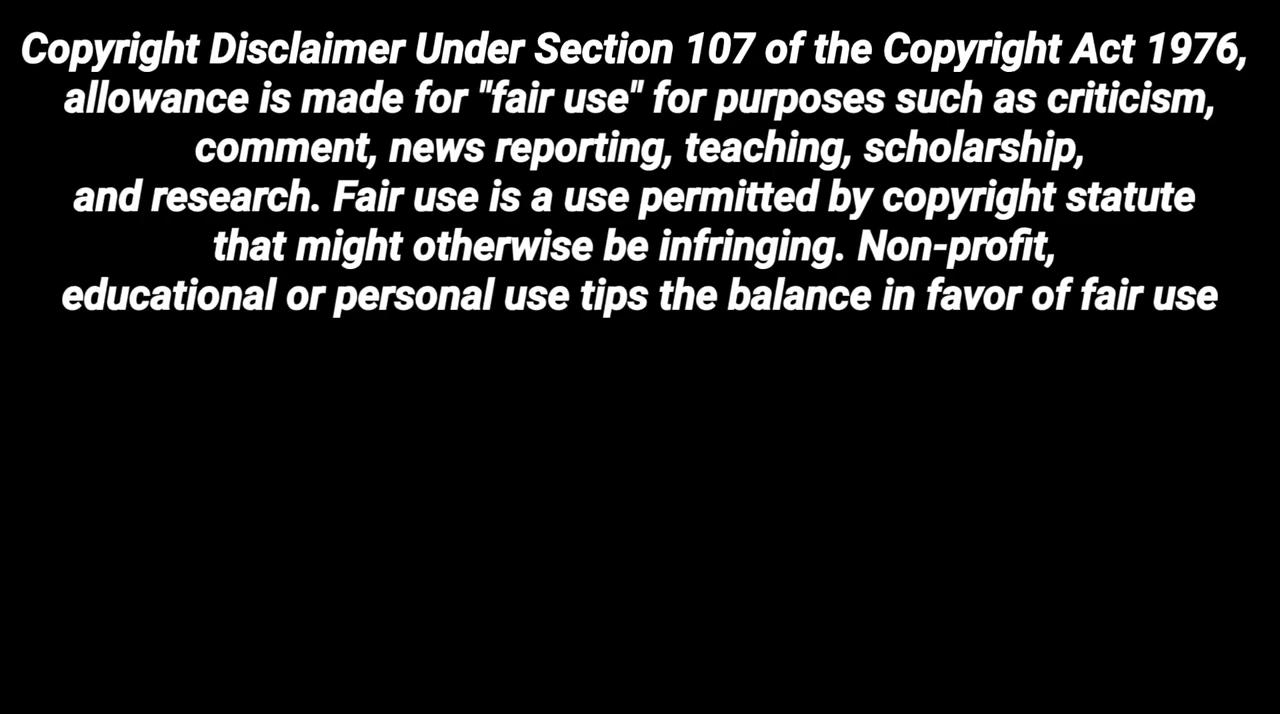 Copyright Disclaimer Under Section 107 of the Copyright Act 1976,
allowance is made for "fair use" for purposes such as criticism,
comment, news reporting, teaching, scholarship,
and research. Fair use is a use permitted by copyright statute
that might otherwise be infringing. Non-profit,
educational or personal use tips the balance in favor of fair use